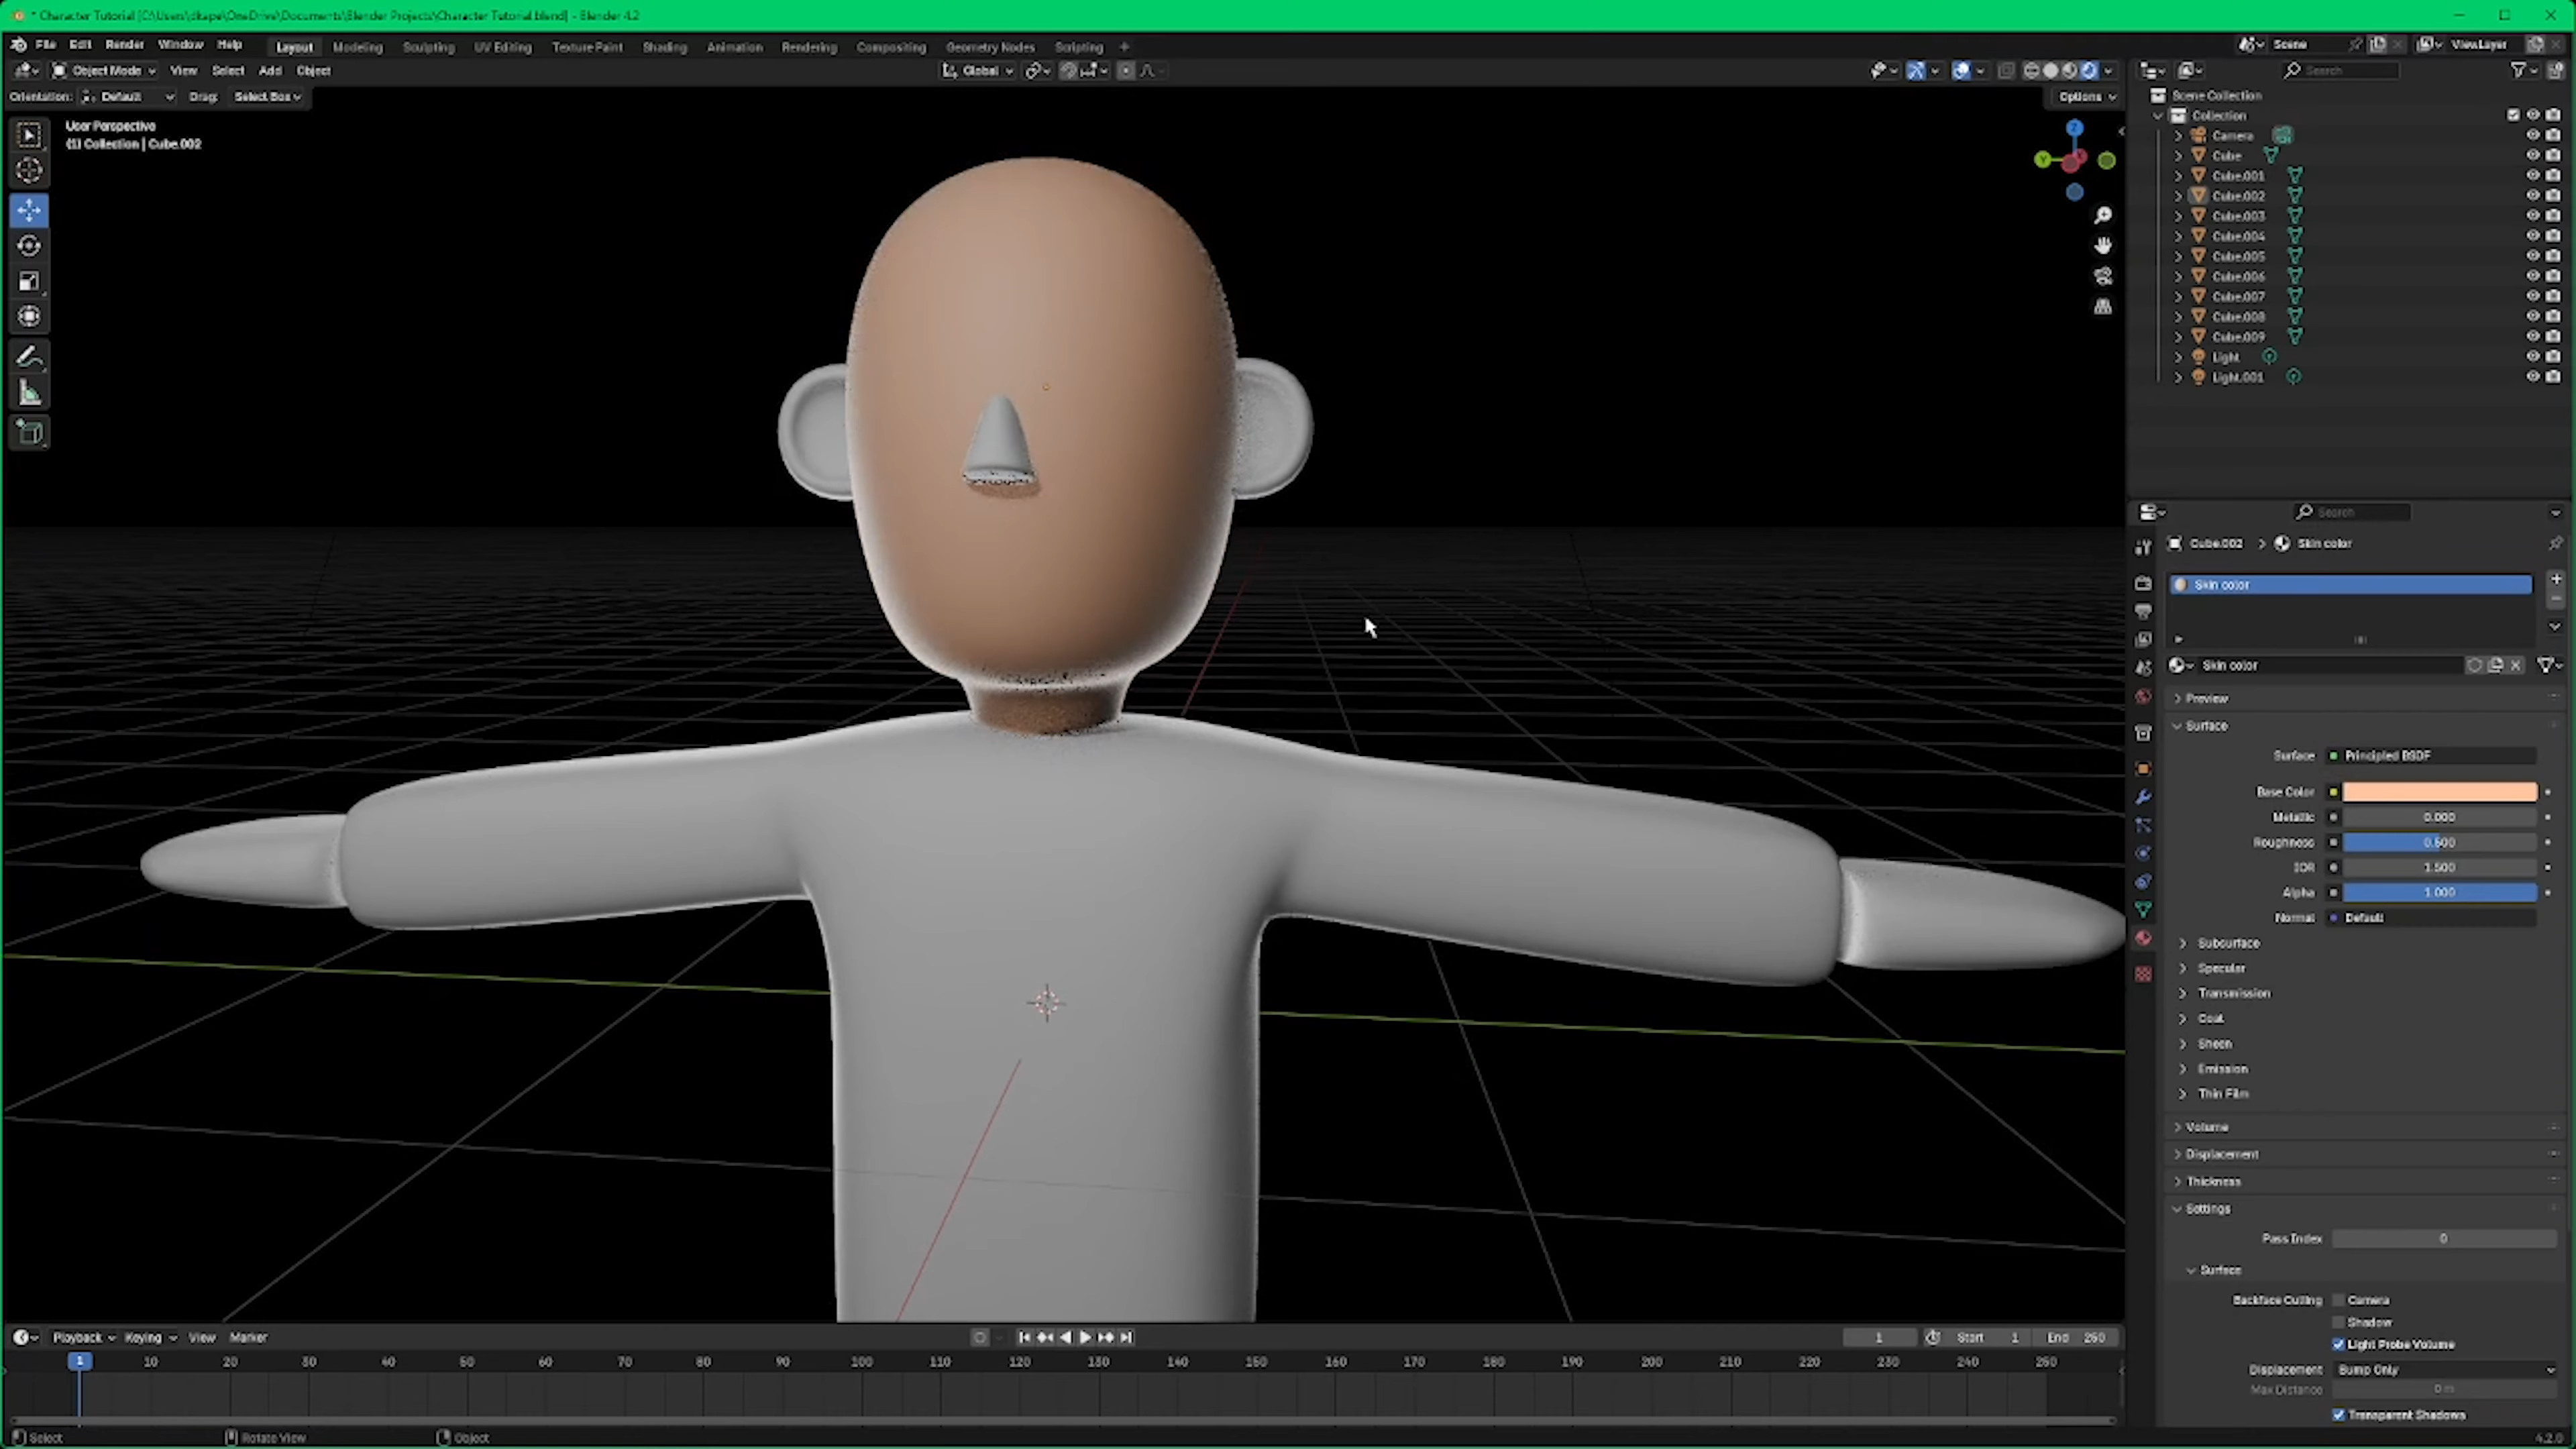 * Character Tutorial [C:\Users\dkape\OneDrive\Documents\Blender Projects\Character Tutorial.blend] - Blender 4.2
File Edit Render Window Help Layout Modeling Sculpting UV Editing Texture Paint Shading Animation Rendering Compositing Geometry Nodes Scripting + Scene ViewLayer
Object Mode View Select Add Object Global Search
Orientation: Default Drag: Select Box Options
User Perspective
(1) Collection | Cube.002
Z
Y
Scene Collection
Collection
Camera
Cube
Cube.001
Cube.002
Cube.003
Cube.004
Cube.005
Cube.006
Cube.007
Cube.008
Cube.009
Light
Light.001
Search
Cube.002 > Skin color
Skin color
Skin color
Preview
Surface
Surface Principled BSDF
Base Color
Metallic 0.000
Roughness 0.500
IOR 1.500
Alpha 1.000
Normal Default
Subsurface
Specular
Transmission
Coat
Sheen
Emission
Thin Film
Volume
Displacement
Thickness
Settings
Pass Index 0
Surface
Backface Culling Camera
Shadow
Light Probe Volume
Displacement Bump Only
Max Distance 0 m
Transparent Shadows
Playback Keying View Marker 1 Start 1 End 250
1 10 20 30 40 50 60 70 80 90 100 110 120 130 140 150 160 170 180 190 200 210 220 230 240 250
Select Rotate View Object 4.2.0